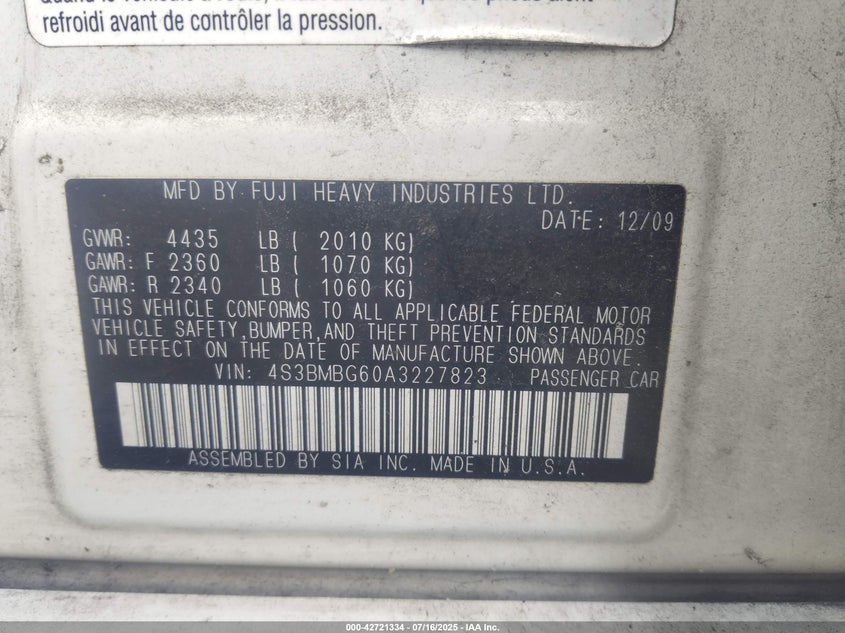 refroidi avant de contrôler la pression.
MFD BY FUJI HEAVY INDUSTRIES LTD.
DATE: 12/09
GVWR: 4435 LB ( 2010 KG)
GAWR: F 2360 LB ( 1070 KG)
GAWR: R 2340 LB ( 1060 KG)
THIS VEHICLE CONFORMS TO ALL APPLICABLE FEDERAL MOTOR
VEHICLE SAFETY,BUMPER,AND THEFT PREVENTION STANDARDS
IN EFFECT ON THE DATE OF MANUFACTURE SHOWN ABOVE.
VIN: 4S3BMBG60A3227823 PASSENGER CAR
ASSEMBLED BY SIA INC. MADE IN U.S.A.
000-42721334 - 07/16/2025 - IAA Inc.